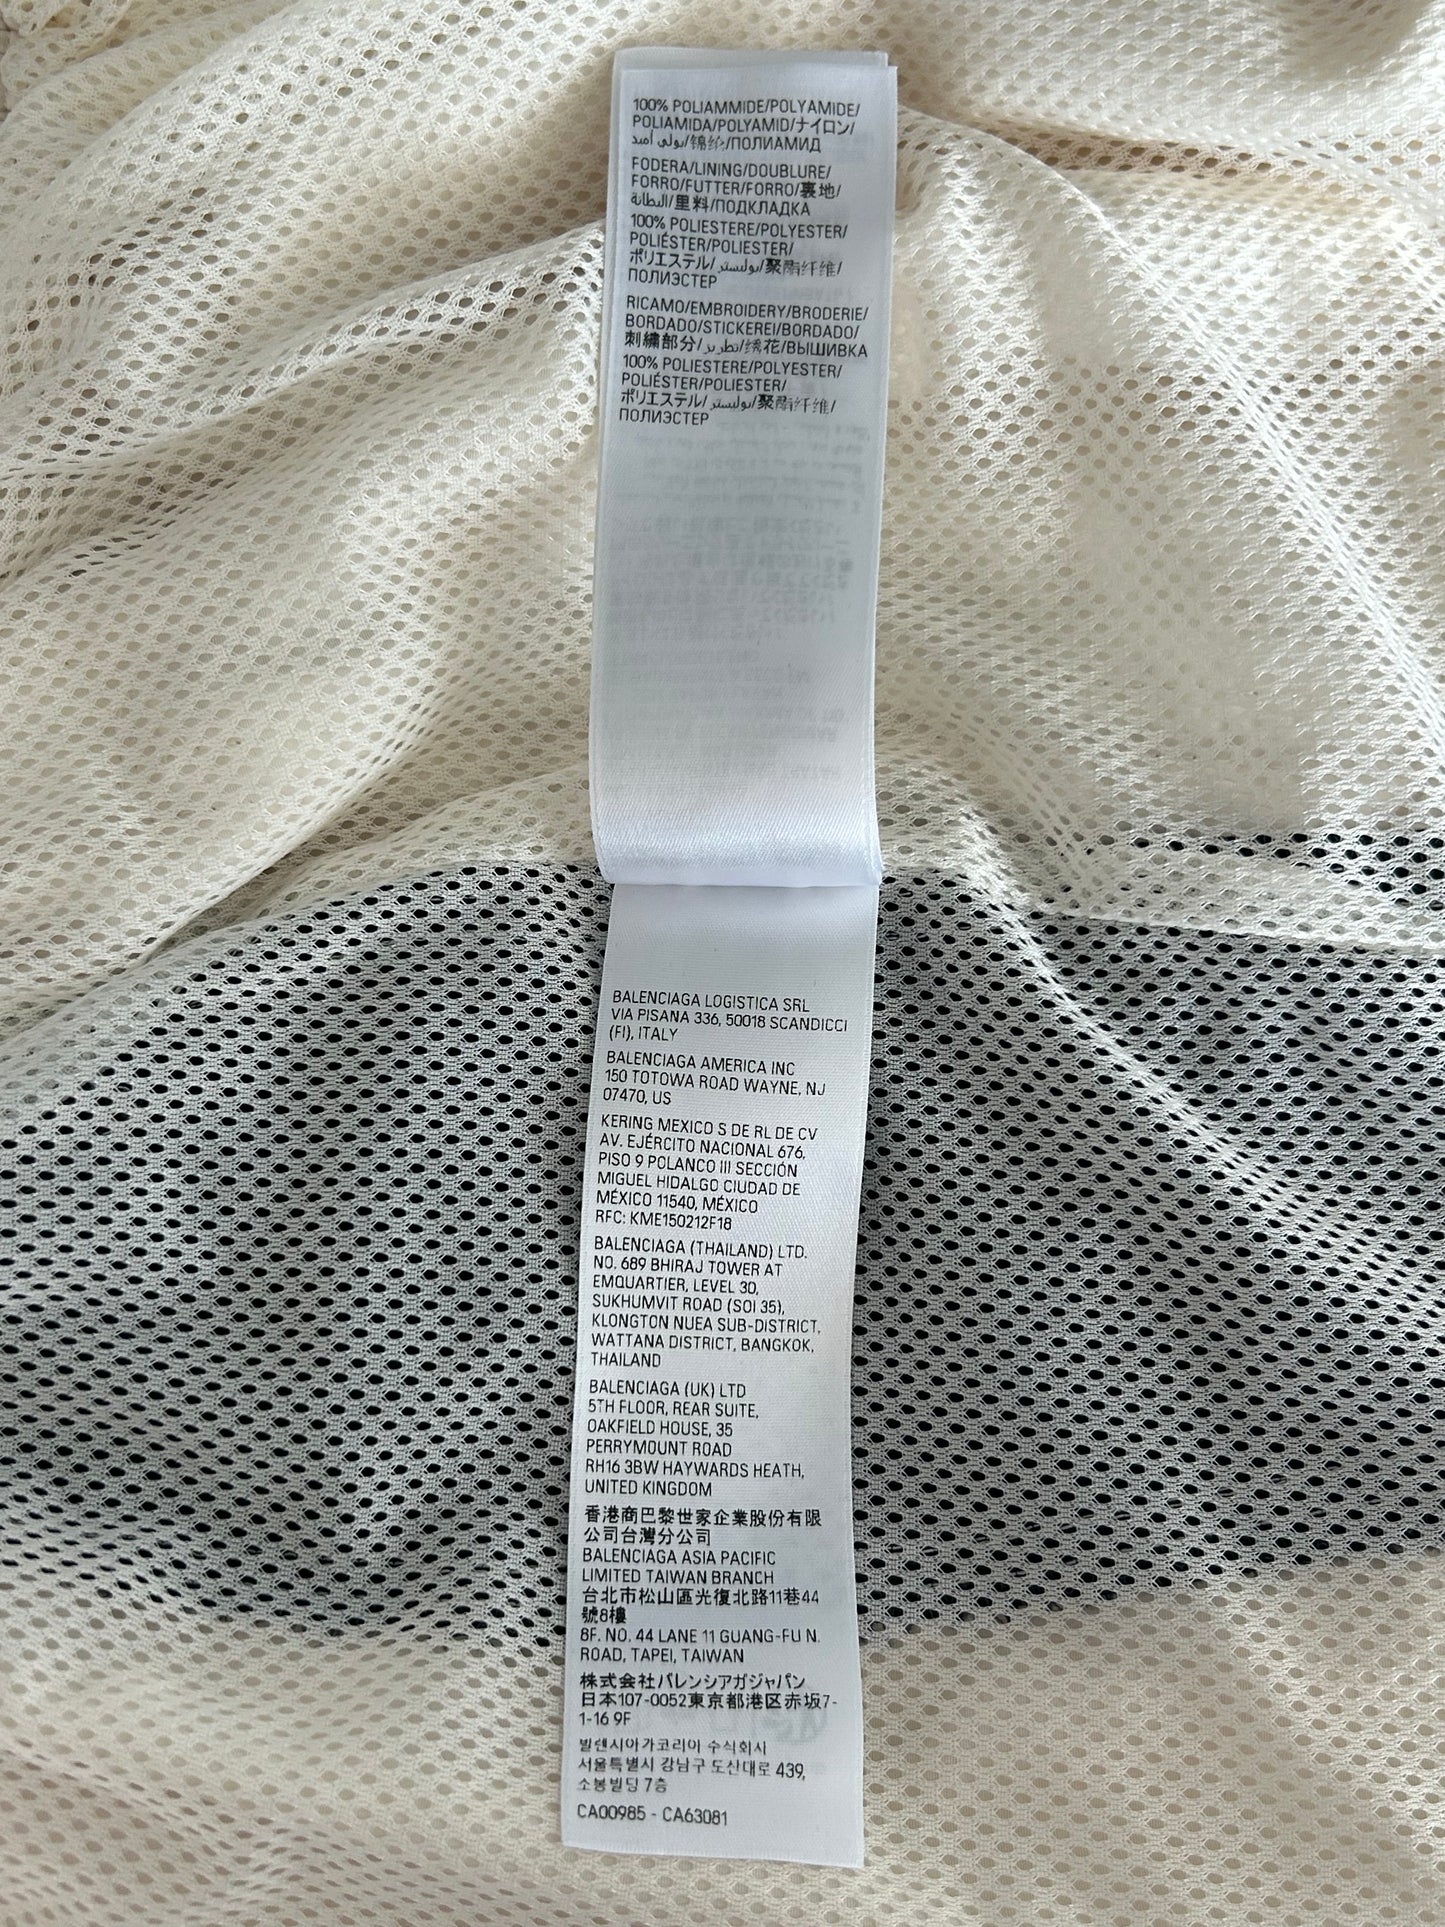 100% POLIAMMIDE/POLYAMIDE/
POLIAMIDA/POLYAMID/ナイロン/
بولي أميد/锦纶/ПОЛИАМИД
FODERA/LINING/DOUBLURE/
FORRO/FUTTER/FORRO/裏地/
البطانة/里料/ПОДКЛАДКА
100% POLIESTERE/POLYESTER/
POLIÉSTER/POLIESTER/
ポリエステル/بوليستر/聚酯纤维/
ПОЛИЭСТЕР
RICAMO/EMBROIDERY/BRODERIE/
BORDADO/STICKEREI/BORDADO/
刺繍部分/تطريز/绣花/ВЫШИВКА
100% POLIESTERE/POLYESTER/
POLIÉSTER/POLIESTER/
ポリエステル/بوليستر/聚酯纤维/
ПОЛИЭСТЕР
BALENCIAGA LOGISTICA SRL
VIA PISANA 336, 50018 SCANDICCI
(FI), ITALY
BALENCIAGA AMERICA INC
150 TOTOWA ROAD WAYNE, NJ
07470, US
KERING MEXICO S DE RL DE CV
AV. EJÉRCITO NACIONAL 676.
PISO 9 POLANCO III SECCIÓN
MIGUEL HIDALGO CIUDAD DE
MÉXICO 11540, MÉXICO
RFC: KME150212F18
BALENCIAGA (THAILAND) LTD.
NO. 689 BHIRAJ TOWER AT
EMQUARTIER, LEVEL 30,
SUKHUMVIT ROAD (SOI 35),
KLONGTON NUEA SUB-DISTRICT,
WATTANA DISTRICT, BANGKOK,
THAILAND
BALENCIAGA (UK) LTD
5TH FLOOR, REAR SUITE,
OAKFIELD HOUSE, 35
PERRYMOUNT ROAD
RH16 3BW HAYWARDS HEATH,
UNITED KINGDOM
香港商巴黎世家企業股份有限
公司台灣分公司
BALENCIAGA ASIA PACIFIC
LIMITED TAIWAN BRANCH
台北市松山區光復北路11巷44
號8樓
8F. NO. 44 LANE 11 GUANG-FU N.
ROAD, TAPEI, TAIWAN
株式会社バレンシアガジャパン
日本107-0052東京都港区赤坂7-
1-16 9F
발렌시아가코리아 수식회사
서울특별시 강남구 도산대로 439,
소봉빌딩 7층
CA00985 - CA63081